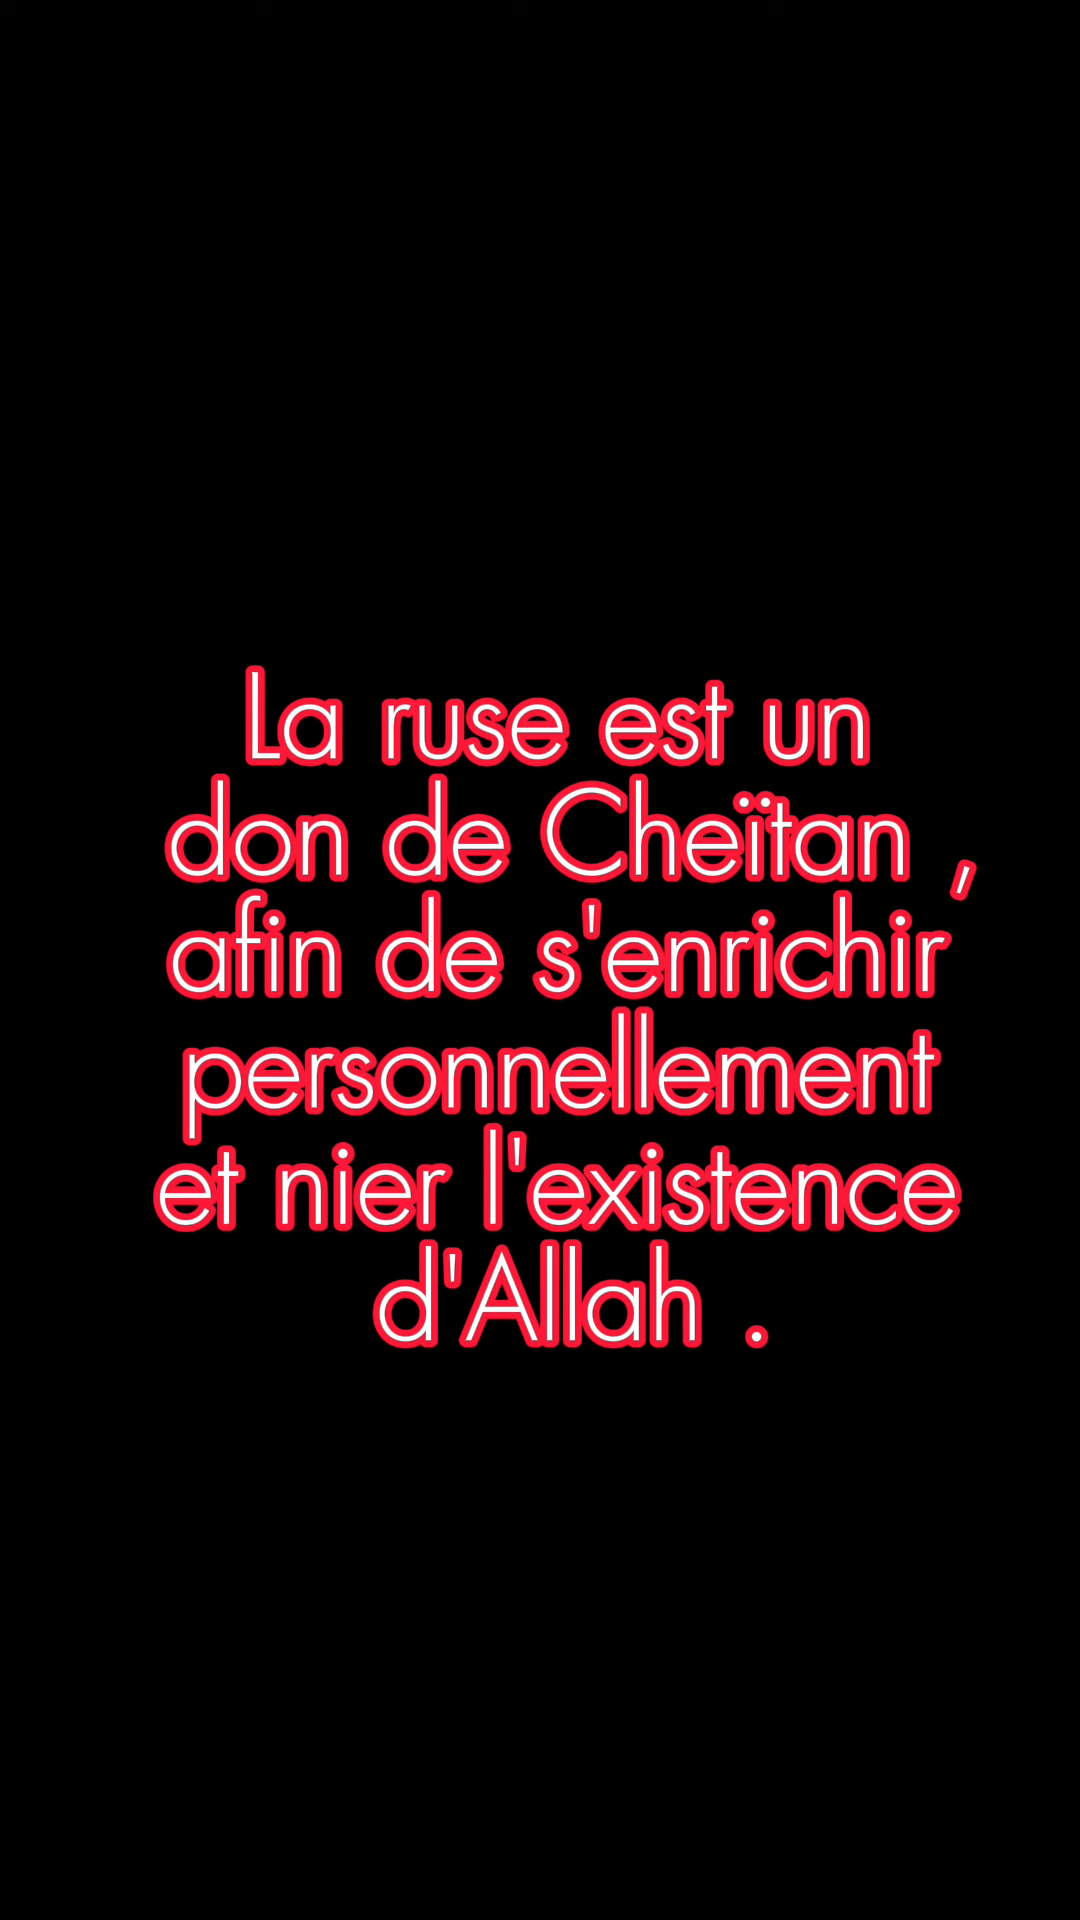 La ruse est un
don de Cheïtan ,
afin de s'enrichir
personnellement
et nier l'existence
d'Allah .